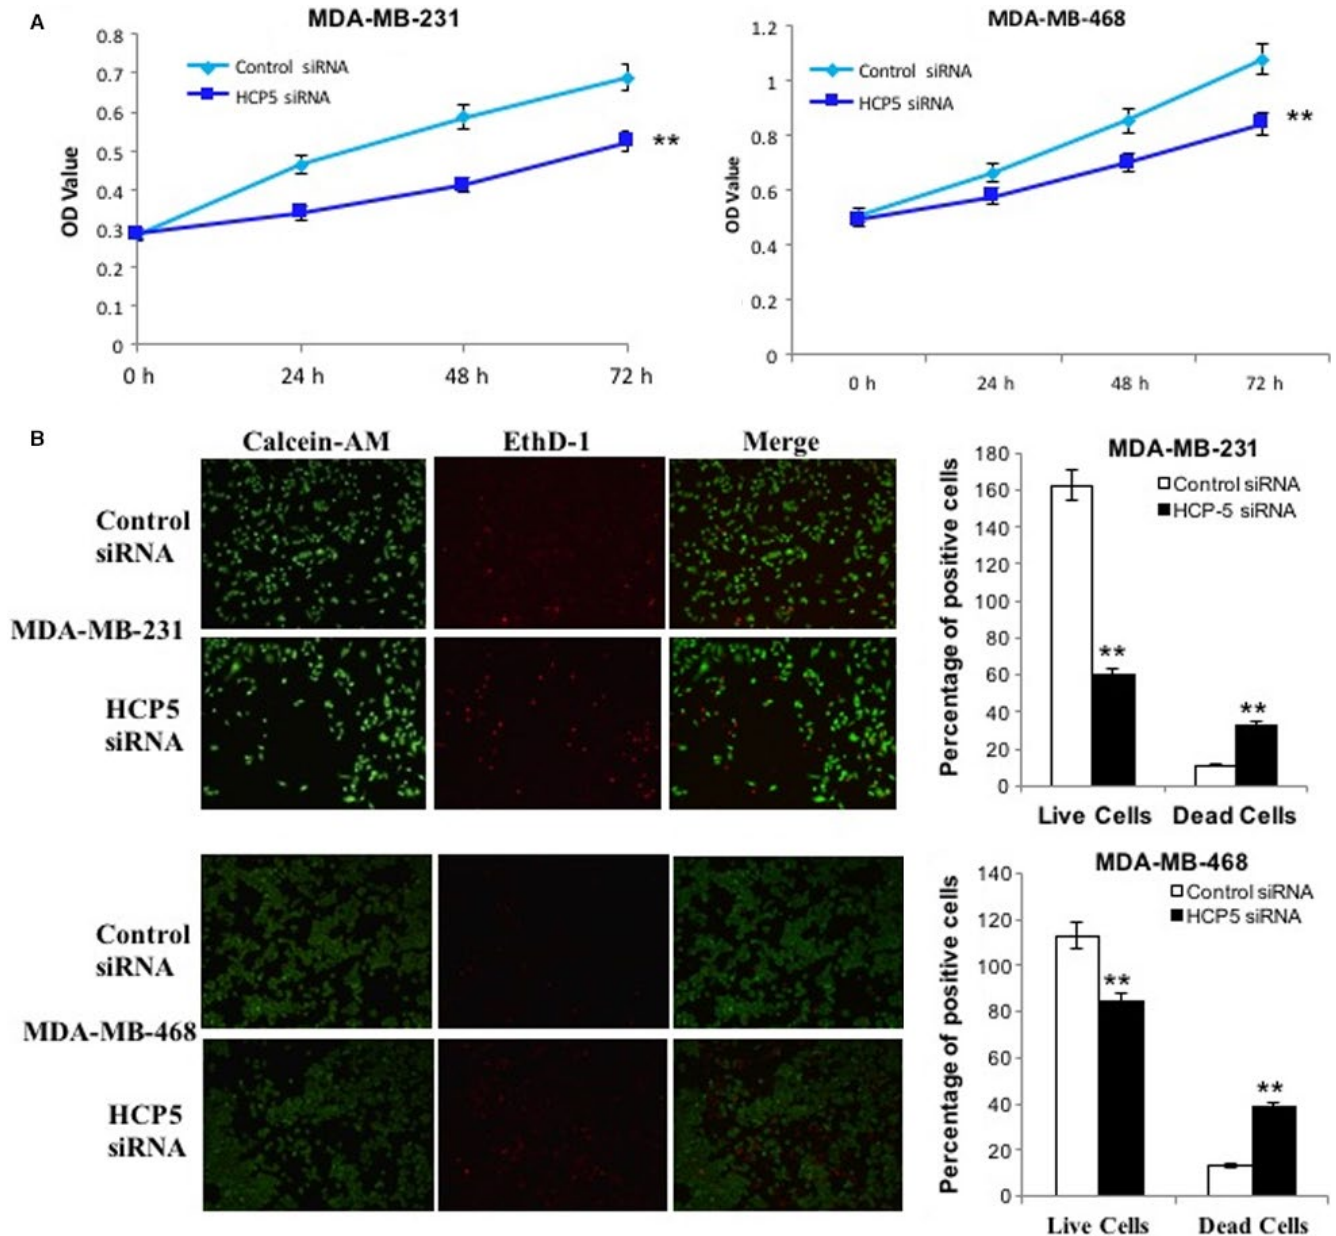 A
MDA-MB-231
OD Value
0.8
0.7
0.6
0.5
0.4
0.3
0.2
0.1
0
Control siRNA
HCP5 siRNA
**
0 h 24 h 48 h 72 h
MDA-MB-468
OD Value
1.2
1
0.8
0.6
0.4
0.2
0
Control siRNA
HCP5 siRNA
**
0 h 24 h 48 h 72 h
B
Calcein-AM EthD-1 Merge
Control
siRNA
MDA-MB-231
HCP5
siRNA
Control
siRNA
MDA-MB-468
HCP5
siRNA
MDA-MB-231
Percentage of positive cells
180
160
140
120
100
80
60
40
20
0
Control siRNA
HCP-5 siRNA
**
**
Live Cells Dead Cells
MDA-MB-468
Percentage of positive cells
140
120
100
80
60
40
20
0
Control siRNA
HCP5 siRNA
**
**
Live Cells Dead Cells